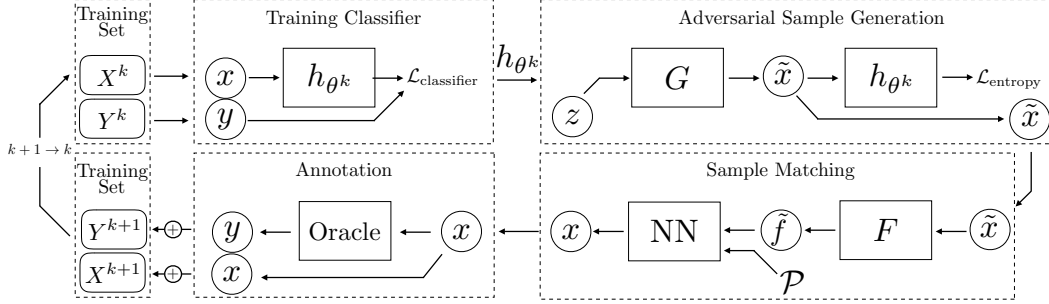 Training
Set
X^k
Y^k
Training Classifier
x
y
h_{θ^k}
ℒ_classifier
h_{θ^k}
Adversarial Sample Generation
z
G
x̃
h_{θ^k}
ℒ_entropy
x̃
k + 1 → k
Training
Set
Y^{k+1}
X^{k+1}
+
+
Annotation
y
x
Oracle
x
Sample Matching
x
NN
f̃
F
x̃
𝒫